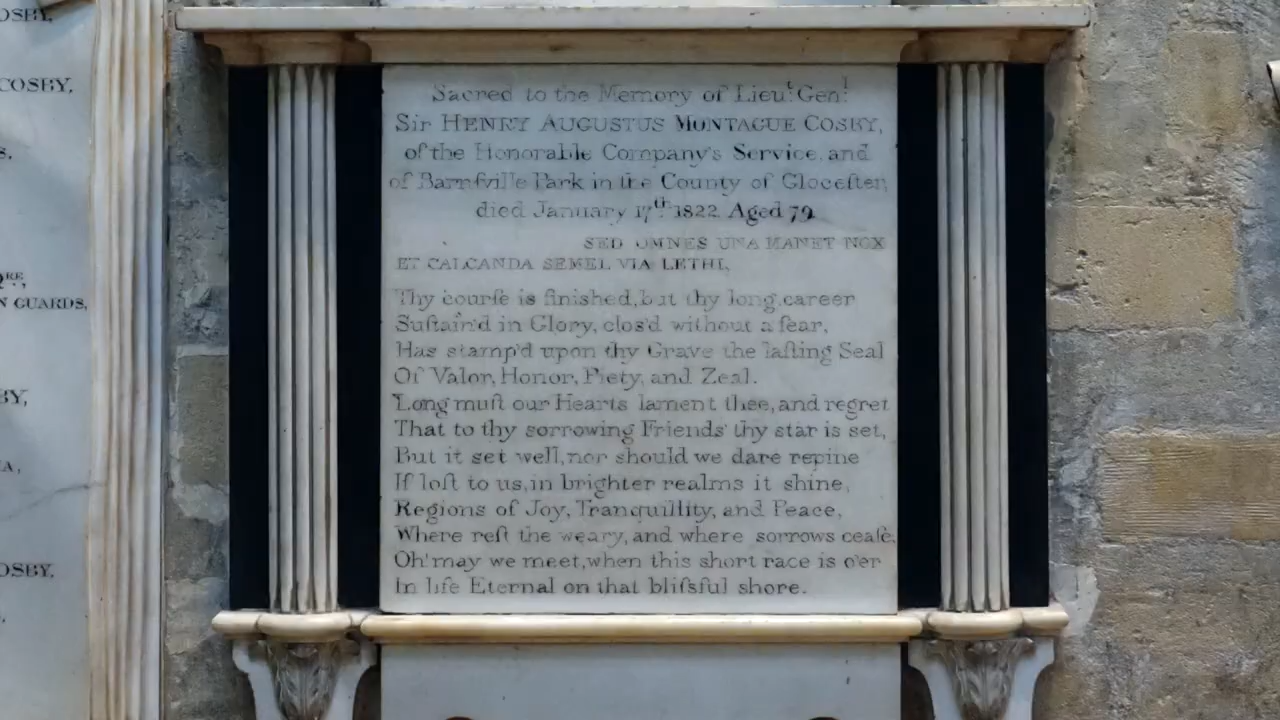 OSBY,
COSBY,
S.
QRE,
N GUARDS,
BY,
IA,
OSBY,
Sacred to the Memory of Lieut. Genl.
Sir HENRY AUGUSTUS MONTAGUE COSBY,
of the Honorable Company's Service, and
of Barnſville Park in the County of Gloceſter,
died January 17th 1822. Aged 79.
SED OMNES UNA MANET NOX
ET CALCANDA SEMEL VIA LETHI,
Thy courſe is finished, but thy long career
Suſtain'd in Glory, clos'd without a fear,
Has stamp'd upon thy Grave the laſting Seal
Of Valor, Honor, Piety, and Zeal.
Long muſt our Hearts lament thee, and regret
That to thy sorrowing Friends thy star is set,
But it set well, nor should we dare repine
If loſt to us, in brighter realms it shine,
Regions of Joy, Tranquillity, and Peace,
Where reſt the weary, and where sorrows ceaſe,
Oh! may we meet, when this short race is o'er
In life Eternal on that bliſsful shore.